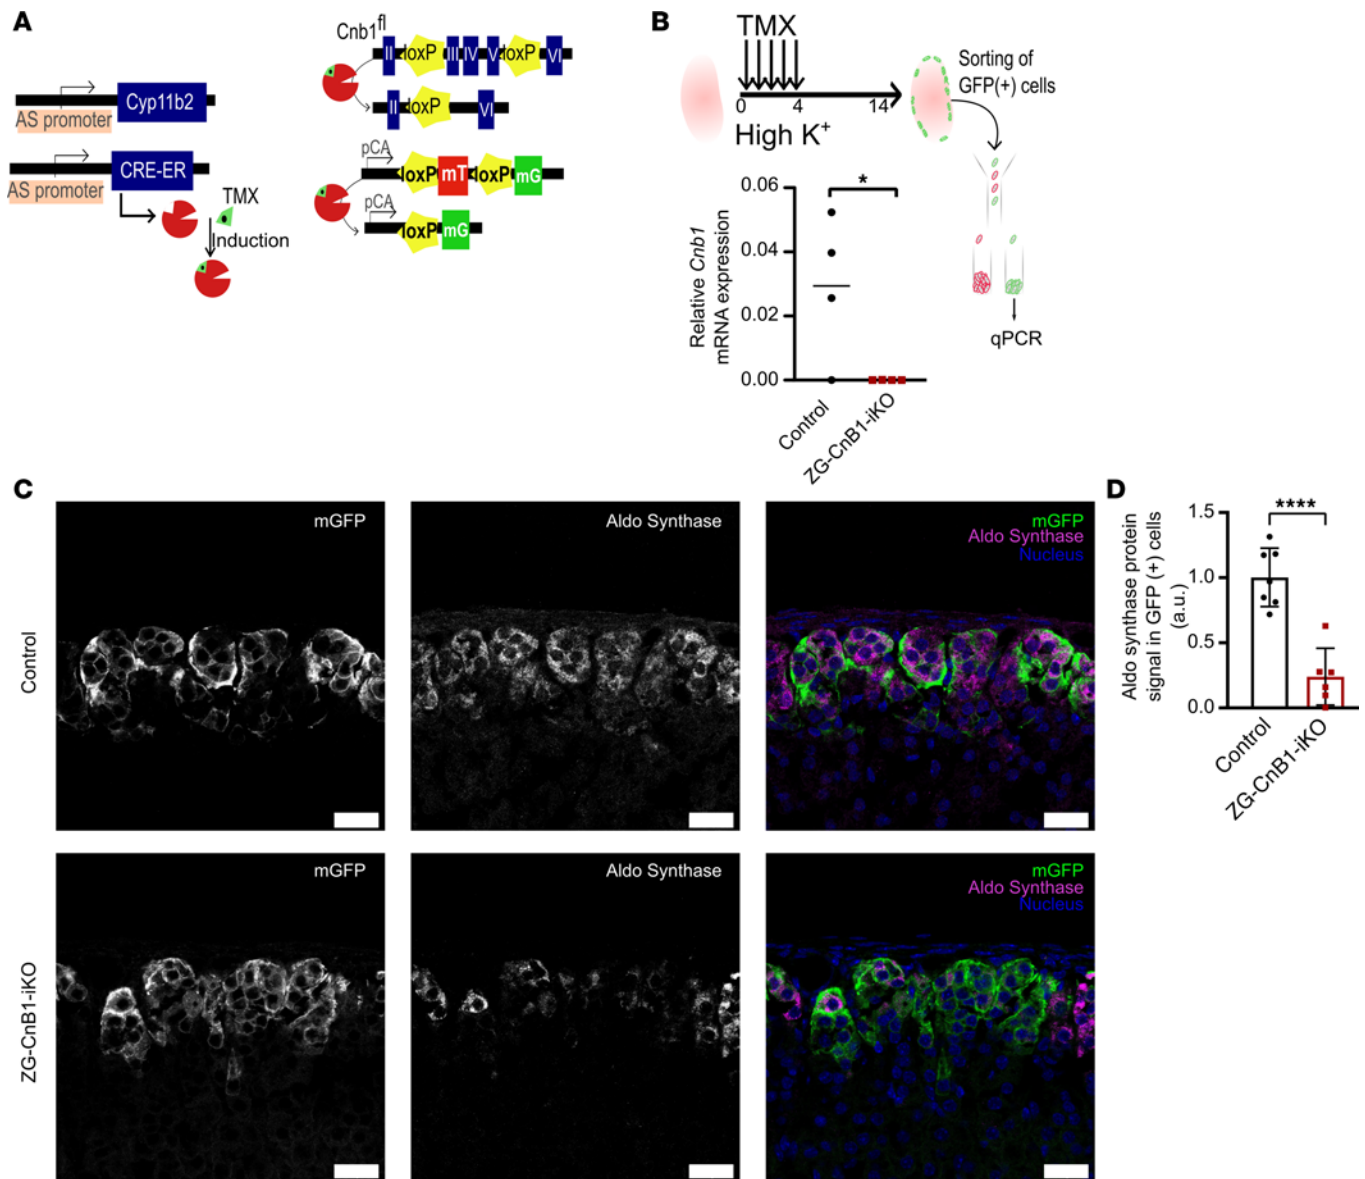 A
Cyp11b2
AS promoter
CRE-ER
AS promoter
TMX
Induction
Cnb1fl
II loxP III IV V loxP VI
II loxP VI
pCA
loxP mT loxP mG
pCA
loxP mG
B
TMX
0 4 14
High K+
Sorting of
GFP(+) cells
qPCR
Relative Cnb1
mRNA expression
0.06
0.04
0.02
0.00
*
Control
ZG-CnB1-iKO
C
Control
mGFP
Aldo Synthase
mGFP
Aldo Synthase
Nucleus
ZG-CnB1-iKO
mGFP
Aldo Synthase
mGFP
Aldo Synthase
Nucleus
D
Aldo synthase protein
signal in GFP (+) cells
(a.u.)
1.5
1.0
0.5
0.0
****
Control
ZG-CnB1-iKO